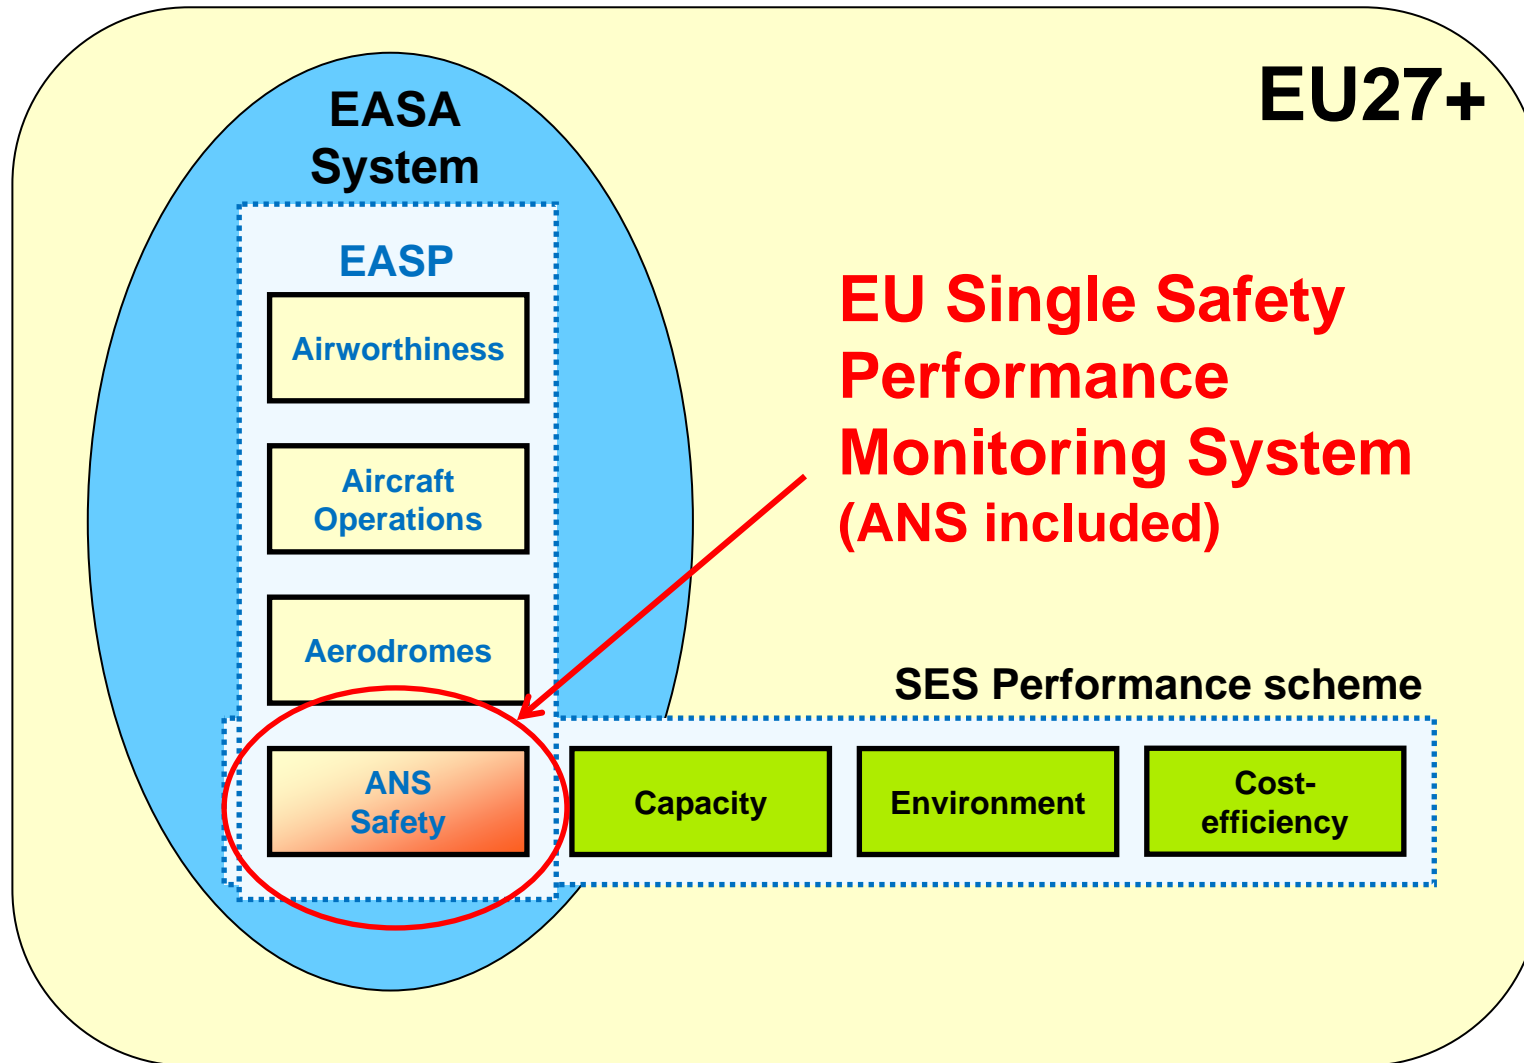 EU27+
EASA
System
EASP
Airworthiness
Aircraft
Operations
Aerodromes
ANS
Safety
EU Single Safety
Performance
Monitoring System
(ANS included)
SES Performance scheme
Capacity
Environment
Cost-
efficiency